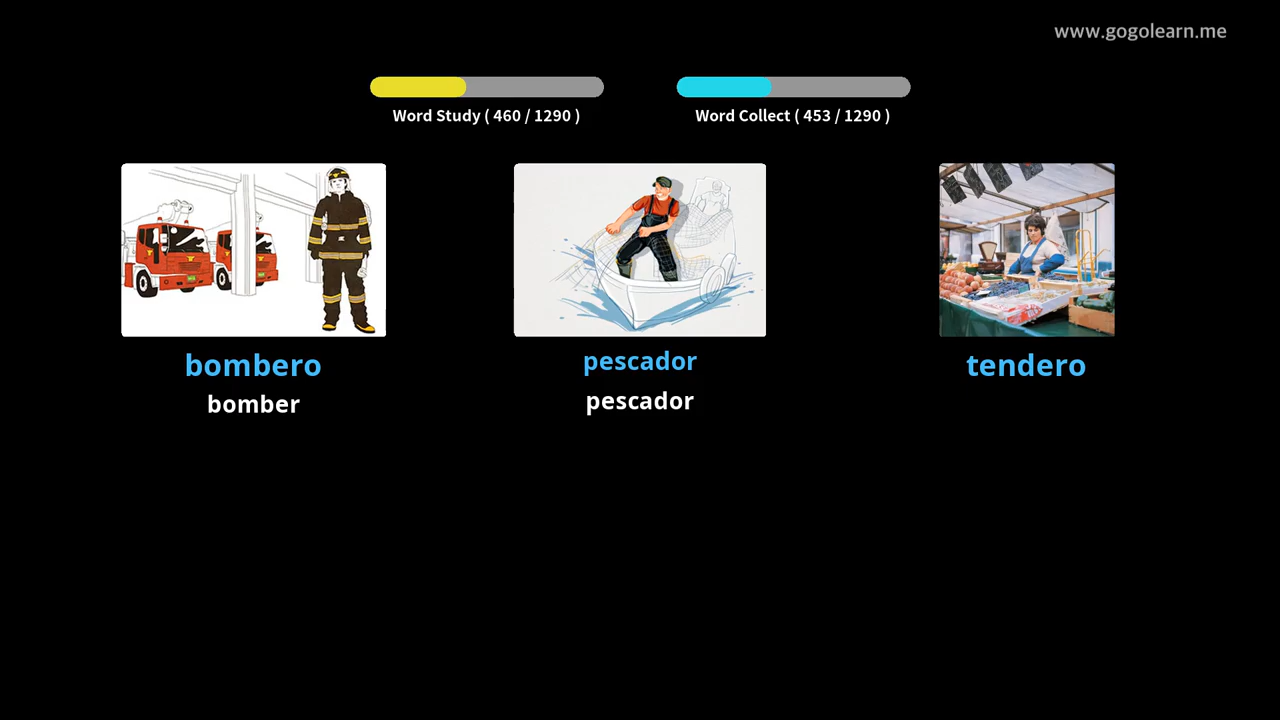 www.gogolearn.me
Word Study ( 460 / 1290 )
Word Collect ( 453 / 1290 )
bombero
pescador
tendero
bomber
pescador